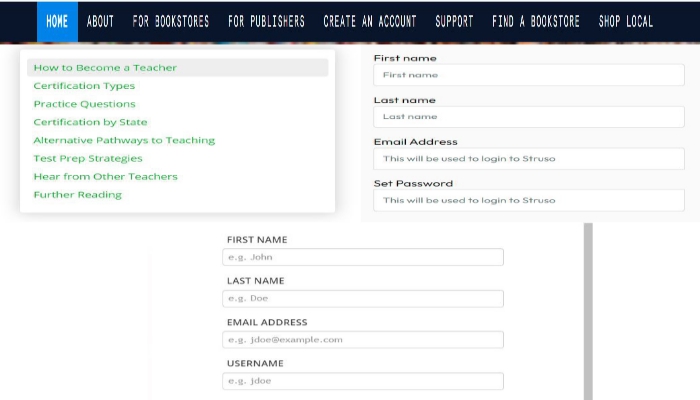 HOME ABOUT FOR BOOKSTORES FOR PUBLISHERS CREATE AN ACCOUNT SUPPORT FIND A BOOKSTORE SHOP LOCAL
How to Become a Teacher
Certification Types
Practice Questions
Certification by State
Alternative Pathways to Teaching
Test Prep Strategies
Hear from Other Teachers
Further Reading
First name
First name
Last name
Last name
Email Address
This will be used to login to Struso
Set Password
This will be used to login to Struso
FIRST NAME
e.g. John
LAST NAME
e.g. Doe
EMAIL ADDRESS
e.g. jdoe@example.com
USERNAME
e.g. jdoe